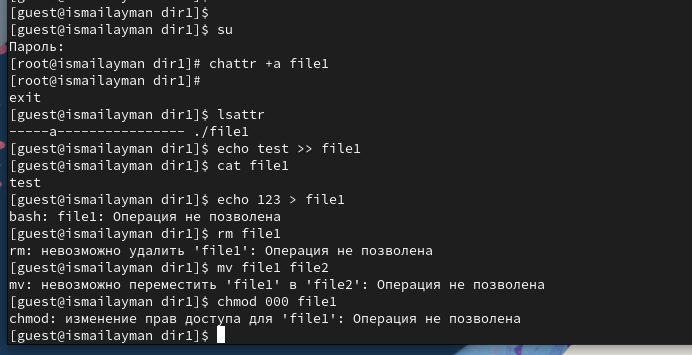 [guest@ismailayman dir1]$
[guest@ismailayman dir1]$
[guest@ismailayman dir1]$ su
Пароль:
[root@ismailayman dir1]# chattr +a file1
[root@ismailayman dir1]#
exit
[guest@ismailayman dir1]$ lsattr
-----a---------------- ./file1
[guest@ismailayman dir1]$ echo test >> file1
[guest@ismailayman dir1]$ cat file1
test
[guest@ismailayman dir1]$ echo 123 > file1
bash: file1: Операция не позволена
[guest@ismailayman dir1]$ rm file1
rm: невозможно удалить 'file1': Операция не позволена
[guest@ismailayman dir1]$ mv file1 file2
mv: невозможно переместить 'file1' в 'file2': Операция не позволена
[guest@ismailayman dir1]$ chmod 000 file1
chmod: изменение прав доступа для 'file1': Операция не позволена
[guest@ismailayman dir1]$